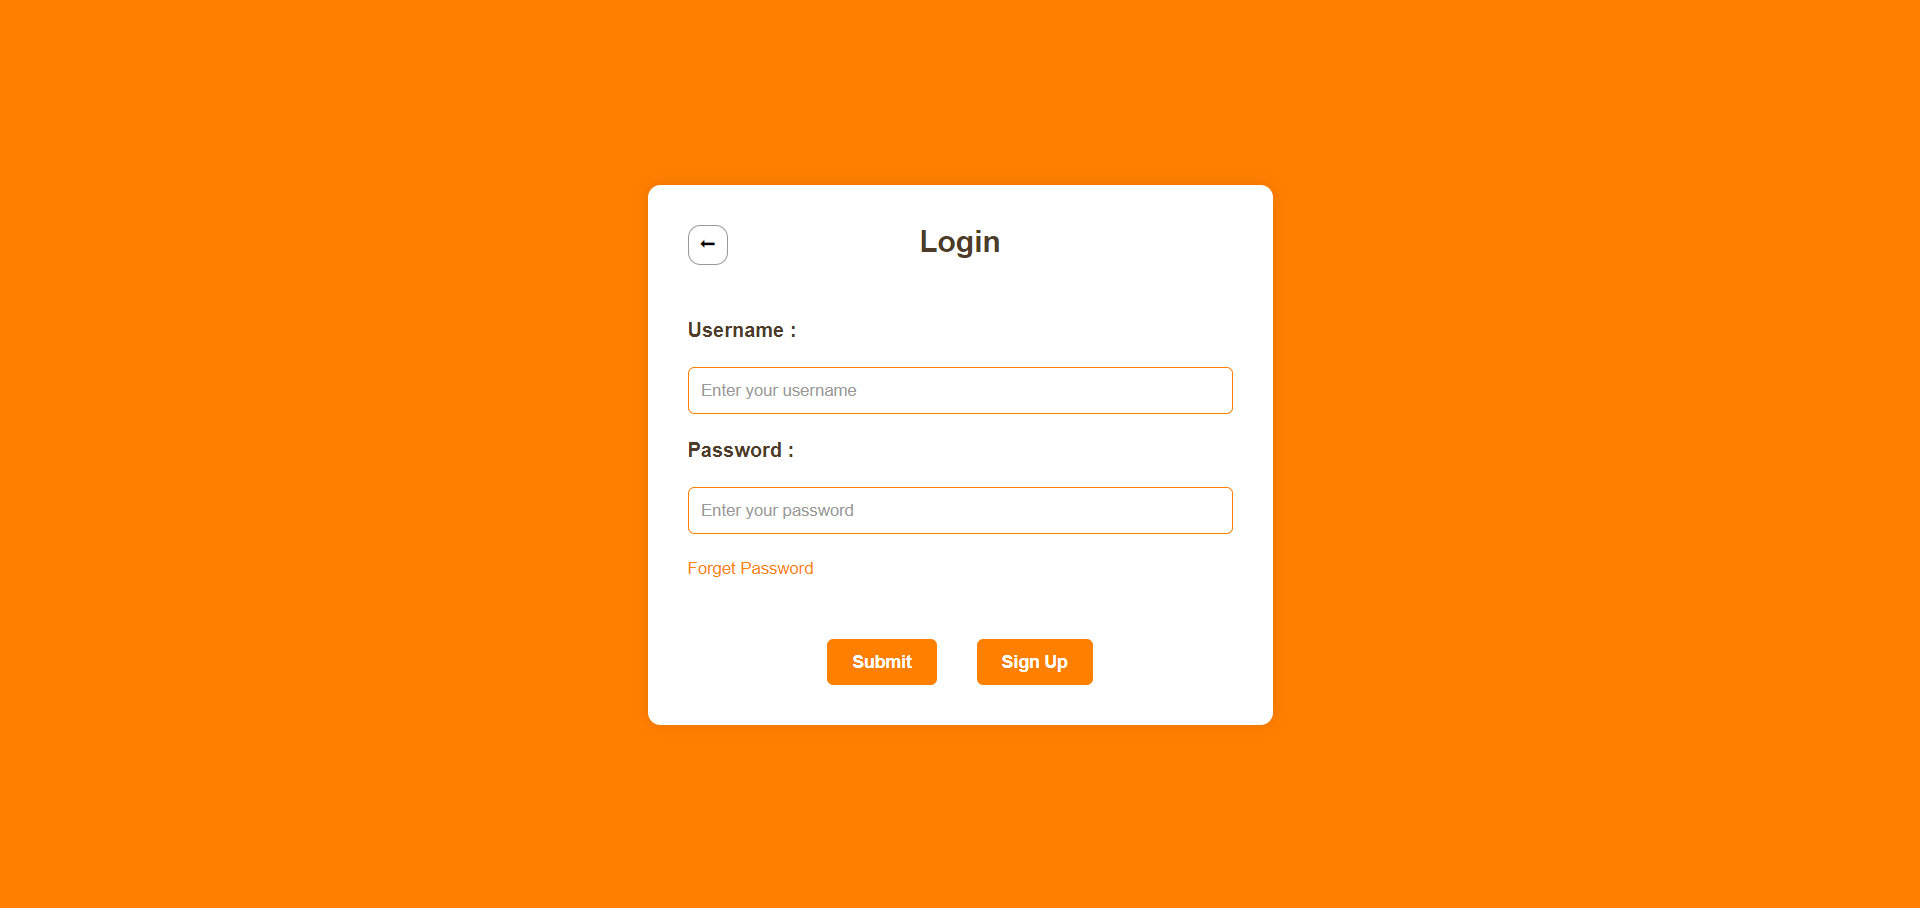 Login
Username :
Enter your username
Password :
Enter your password
Forget Password
Submit
Sign Up